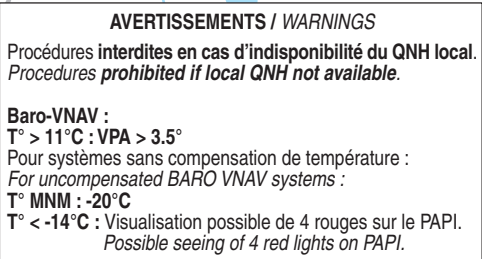 AVERTISSEMENTS / WARNINGS
Procédures interdites en cas d'indisponibilité du QNH local.
Procedures prohibited if local QNH not available.
Baro-VNAV :
T° > 11°C : VPA > 3.5°
Pour systèmes sans compensation de température :
For uncompensated BARO VNAV systems :
T° MNM : -20°C
T° < -14°C : Visualisation possible de 4 rouges sur le PAPI.
Possible seeing of 4 red lights on PAPI.